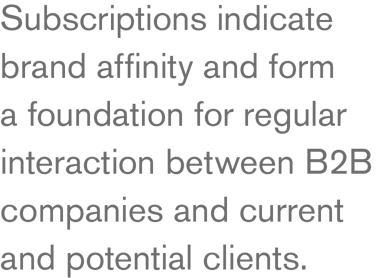 Subscriptions indicate
brand affinity and form
a foundation for regular
interaction between B2B
companies and current
and potential clients.